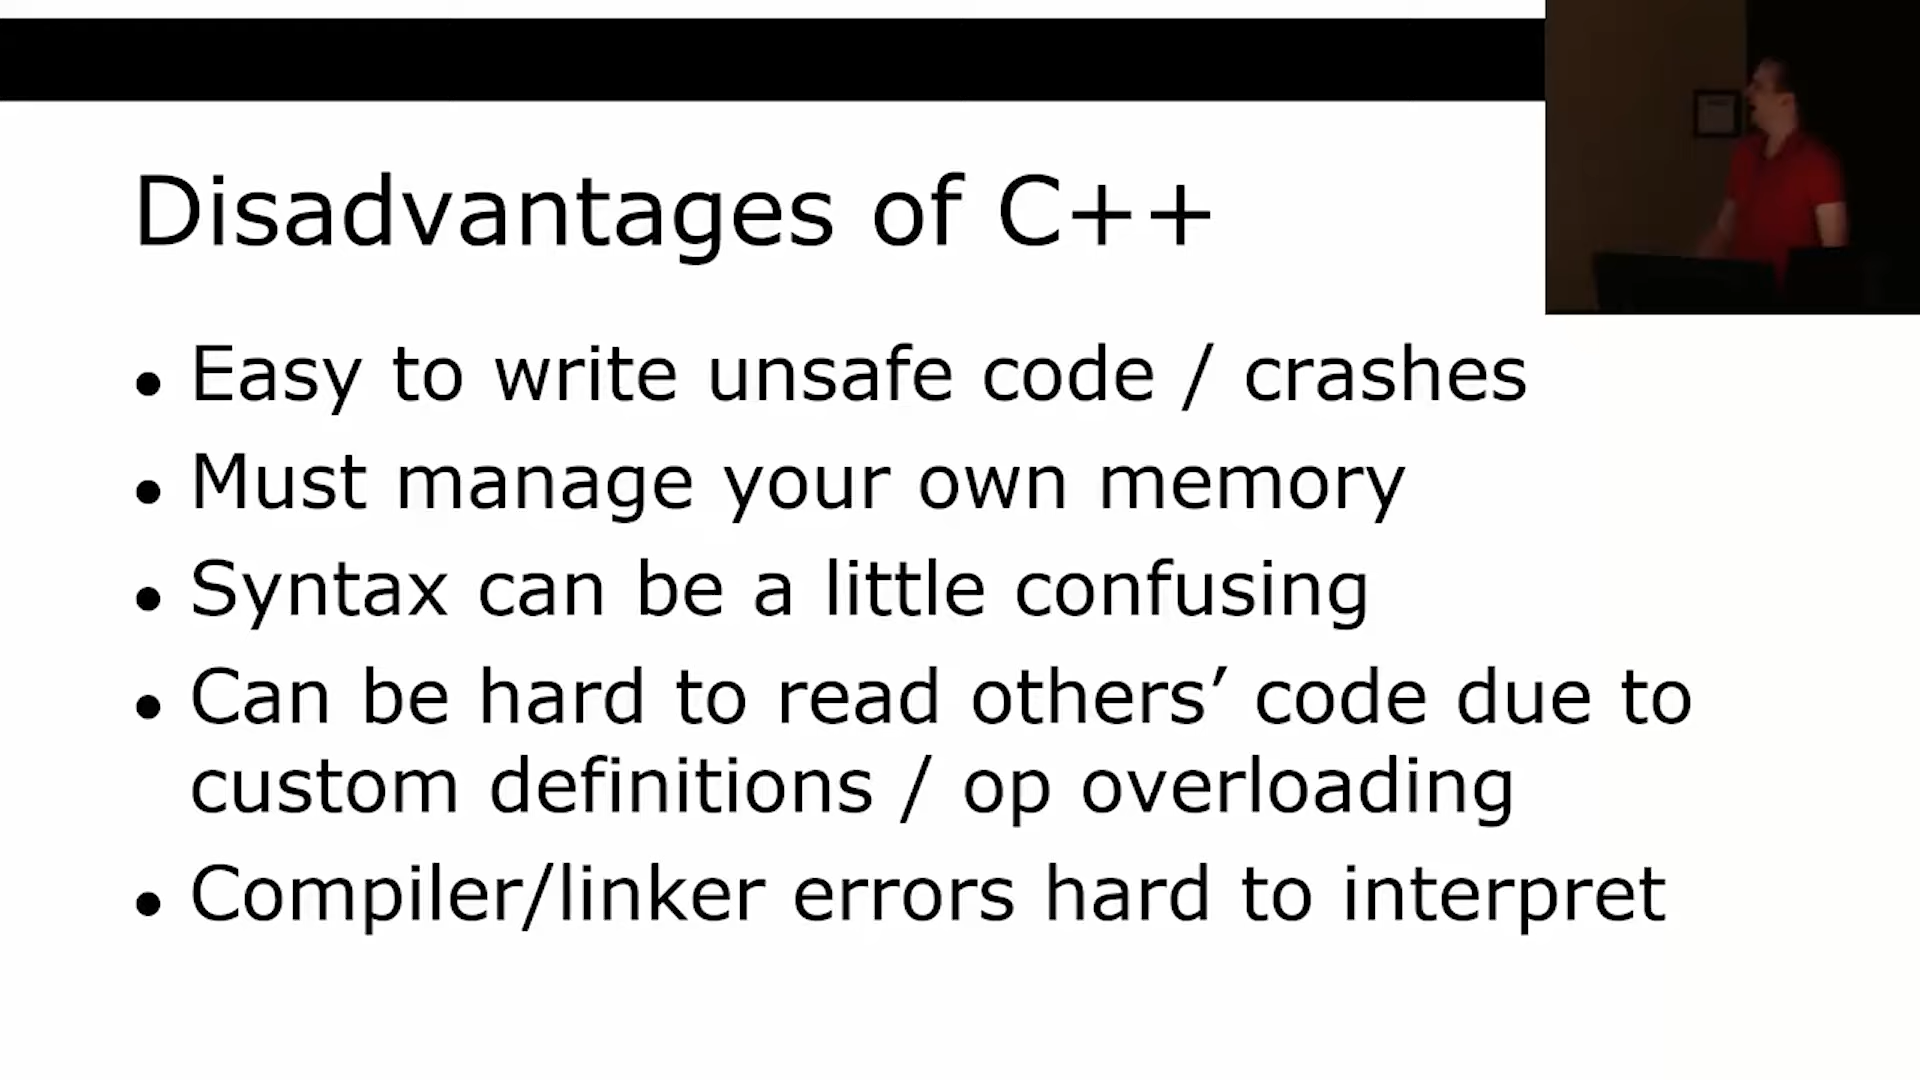 Disadvantages of C++
• Easy to write unsafe code / crashes
• Must manage your own memory
• Syntax can be a little confusing
• Can be hard to read others’ code due to
custom definitions / op overloading
• Compiler/linker errors hard to interpret